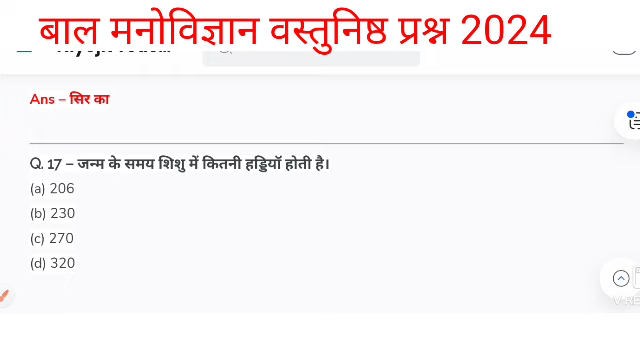 बाल मनोविज्ञान वस्तुनिष्ठ प्रश्न 2024
Ans – सिर का
Q. 17 – जन्म के समय शिशु में कितनी हड्डियॉ होती है।
(a) 206
(b) 230
(c) 270
(d) 320